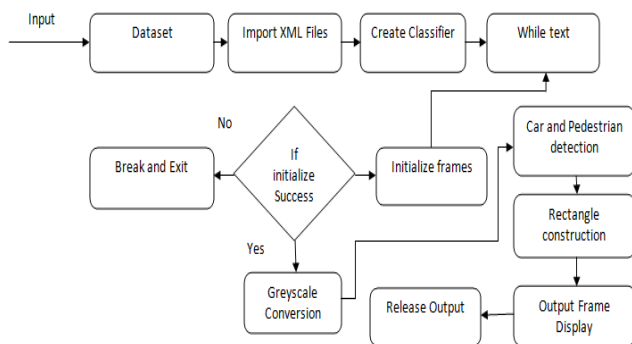 Input
Dataset
Import XML Files
Create Classifier
While text
No
If
initialize
Success
Break and Exit
Initialize frames
Car and Pedestrian
detection
Yes
Greyscale
Conversion
Rectangle
construction
Release Output
Output Frame
Display